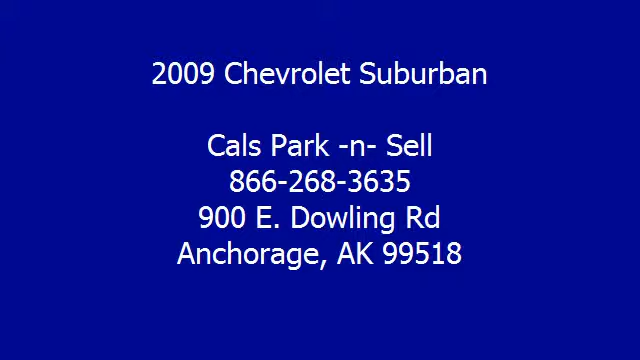 2009 Chevrolet Suburban
Cals Park -n- Sell
866-268-3635
900 E. Dowling Rd
Anchorage, AK 99518